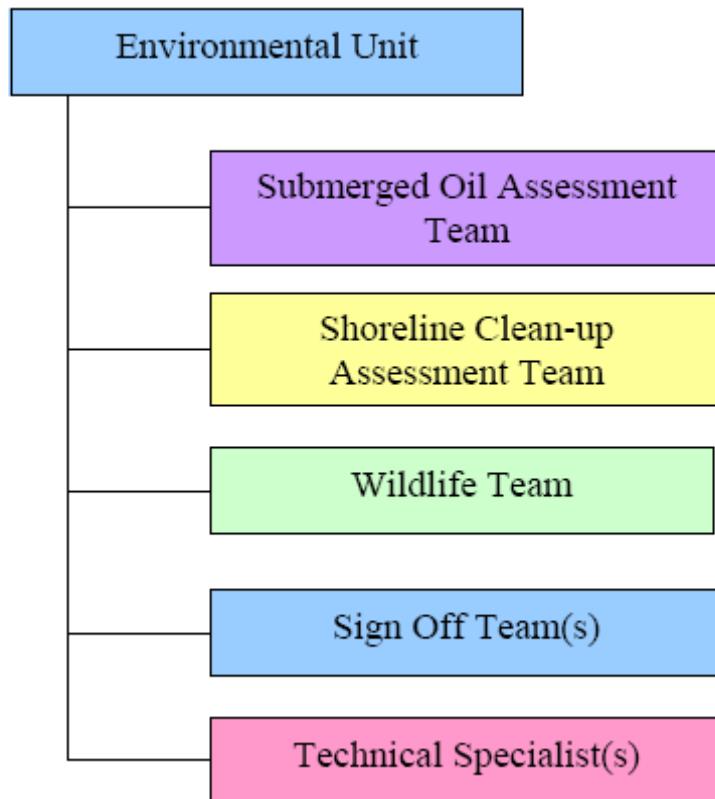 Environmental Unit
Submerged Oil Assessment
Team
Shoreline Clean-up
Assessment Team
Wildlife Team
Sign Off Team(s)
Technical Specialist(s)